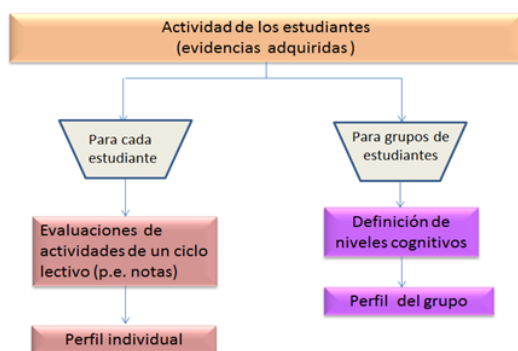 Actividad de los estudiantes
(evidencias adquiridas )
Para cada
estudiante
Para grupos de
estudiantes
Evaluaciones de
actividades de un ciclo
lectivo (p.e. notas)
Definición de
niveles cognitivos
Perfil del grupo
Perfil individual